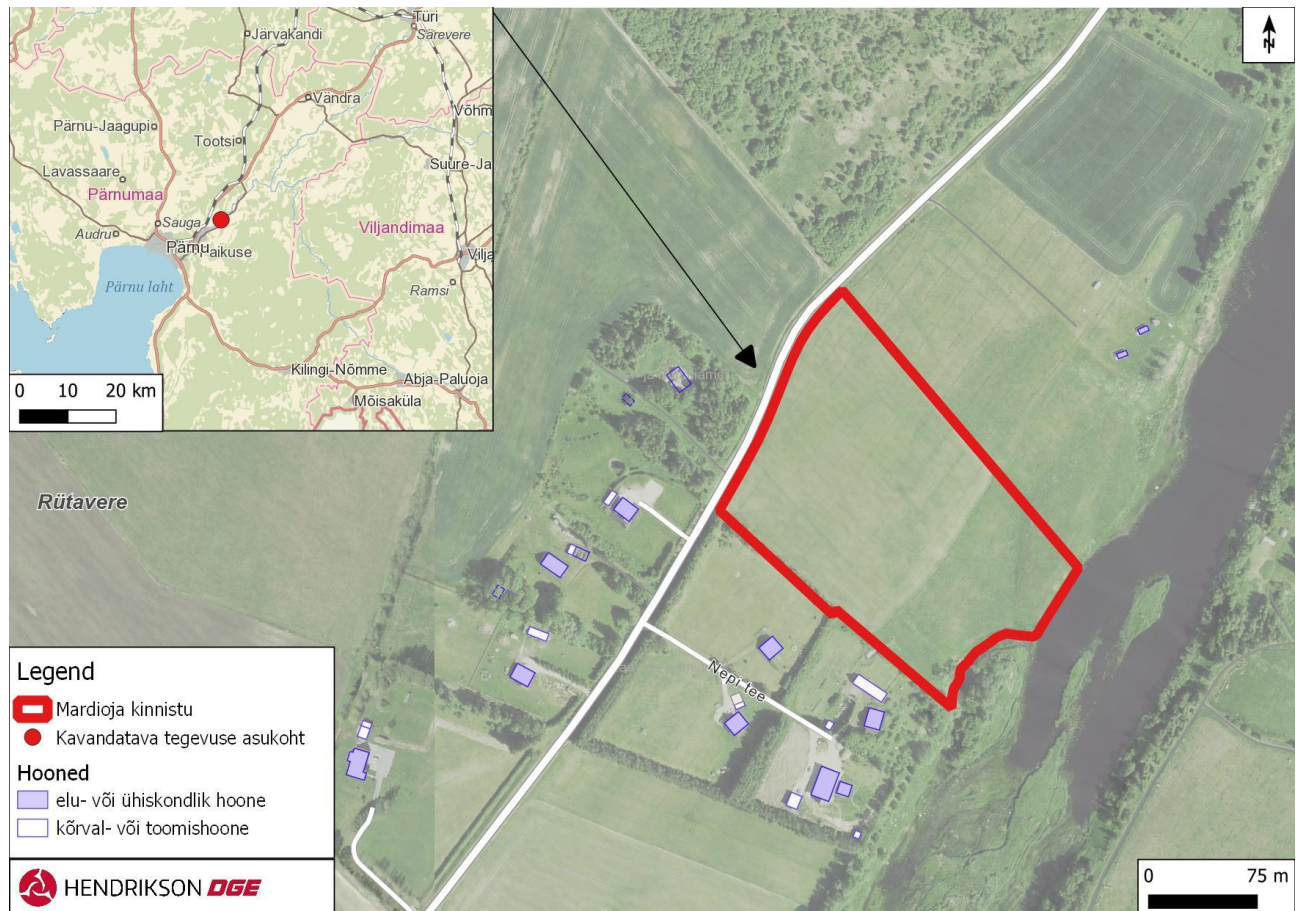 Türi
Särevere
Järvakandi
Vändra
Võhm
Pärnu-Jaagupi
Tootsi
Lavassaare
Suure-Ja
Pärnumaa
Sauga
Audru
Viljandimaa
Pärnu
aikuse
Vilja
Pärnu laht
Ramsi
Kilingi-Nõmme
Abja-Paluoja
Mõisaküla
0 10 20 km
N
Rütavere
Nepi tee
Legend
Mardioja kinnistu
Kavandatava tegevuse asukoht
Hooned
elu- või ühiskondlik hoone
kõrval- või toomishoone
HENDRIKSON DGE
0 75 m